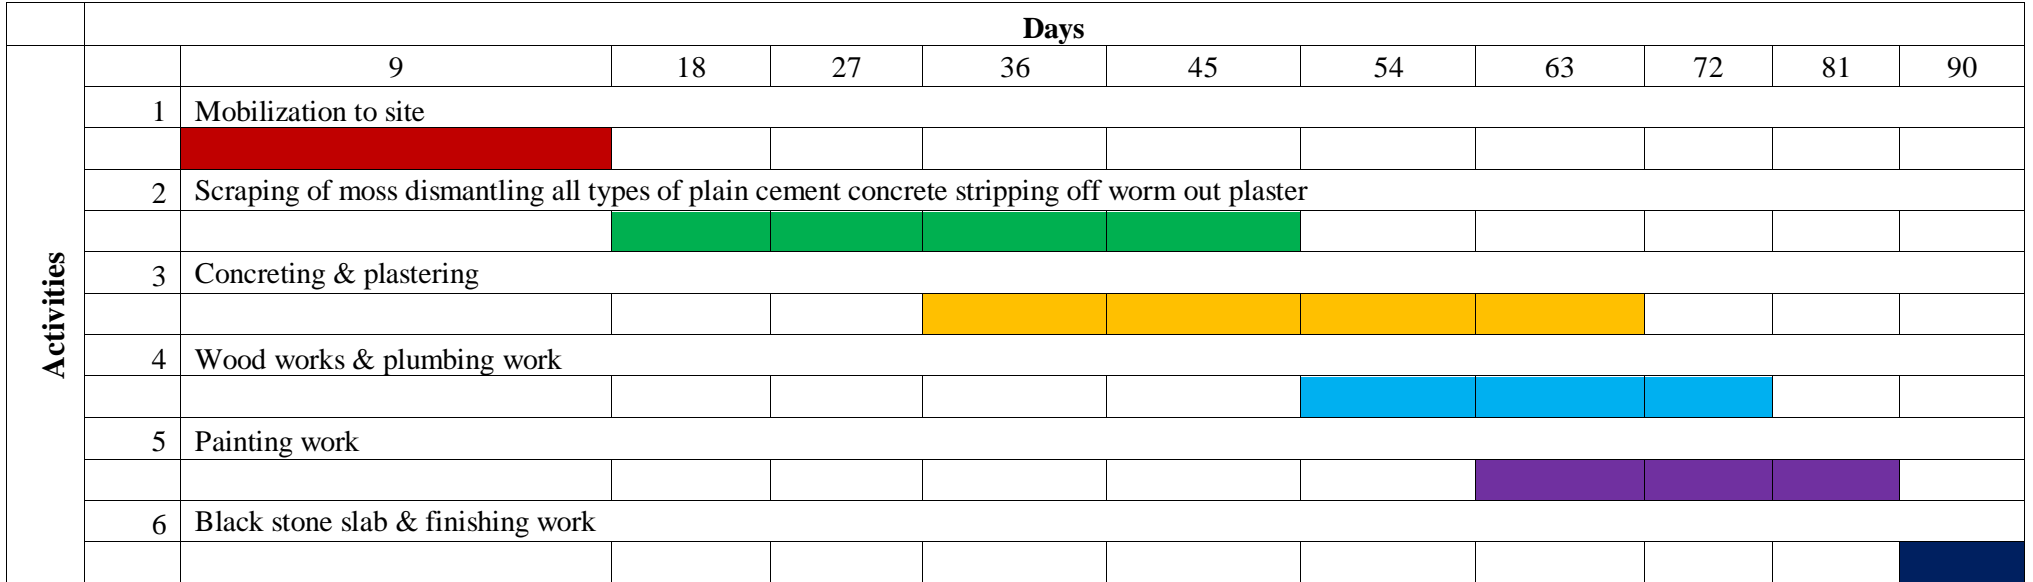 Days
9 18 27 36 45 54 63 72 81 90
Activities
1 Mobilization to site
2 Scraping of moss dismantling all types of plain cement concrete stripping off worm out plaster
3 Concreting & plastering
4 Wood works & plumbing work
5 Painting work
6 Black stone slab & finishing work